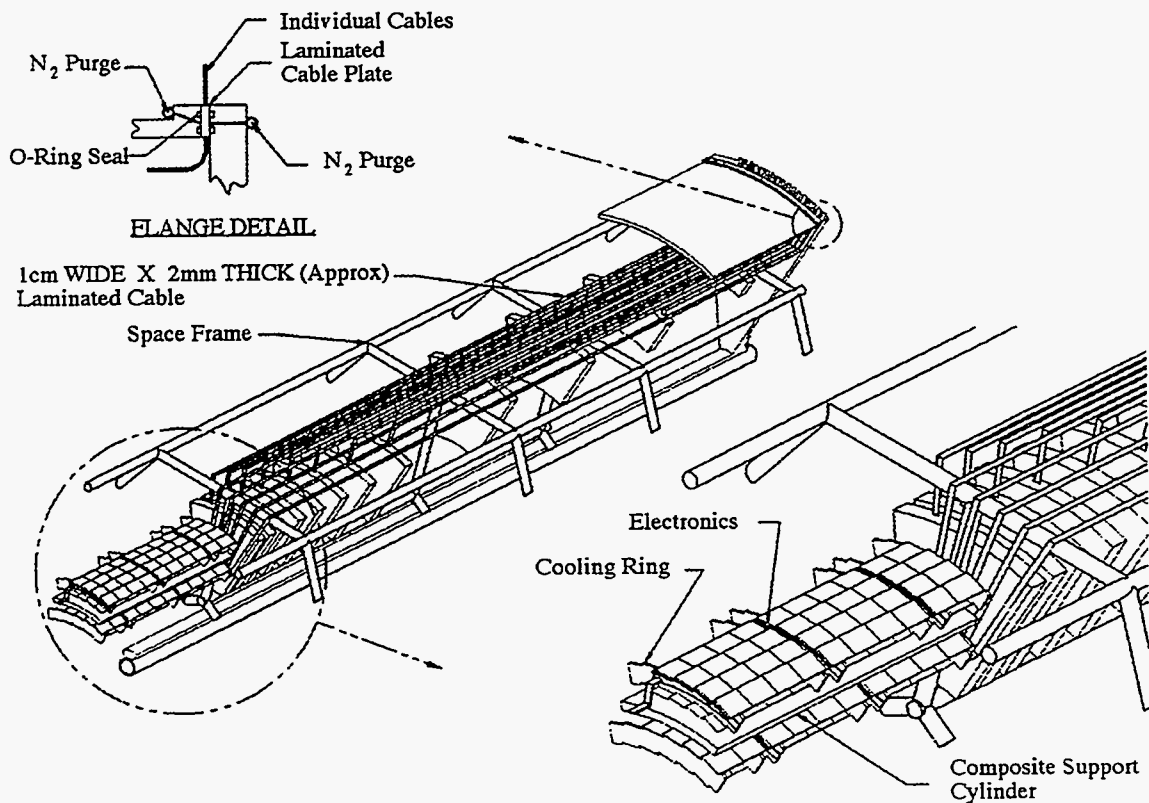 Individual Cables
Laminated
Cable Plate
N2 Purge
O-Ring Seal
N2 Purge
FLANGE DETAIL
1cm WIDE X 2mm THICK (Approx)
Laminated Cable
Space Frame
Electronics
Cooling Ring
Composite Support
Cylinder